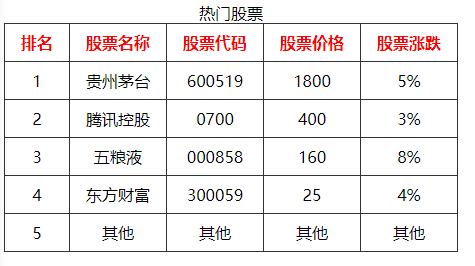 热门股票
排名 股票名称 股票代码 股票价格 股票涨跌
1 贵州茅台 600519 1800 5%
2 腾讯控股 0700 400 3%
3 五粮液 000858 160 8%
4 东方财富 300059 25 4%
5 其他 其他 其他 其他